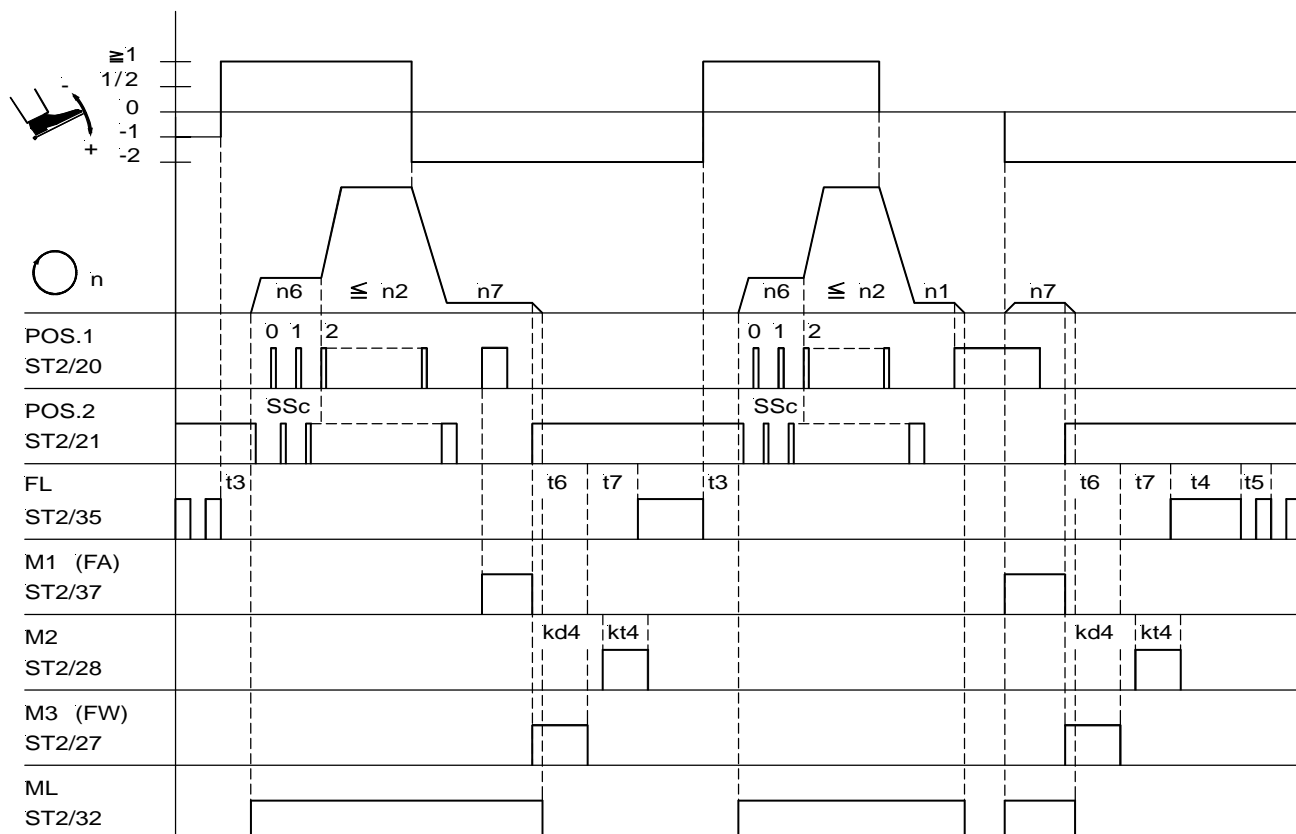 ≧1
1/2
-
0
-1
+
-2
n
n6 ≦ n2 n7 n6 ≦ n2 n1 n7
POS.1 0 1 2 0 1 2
ST2/20
POS.2 SSc SSc
ST2/21
FL t3 t6 t7 t3 t6 t7 t4 t5
ST2/35
M1 (FA)
ST2/37
M2 kd4 kt4 kd4 kt4
ST2/28
M3 (FW)
ST2/27
ML
ST2/32